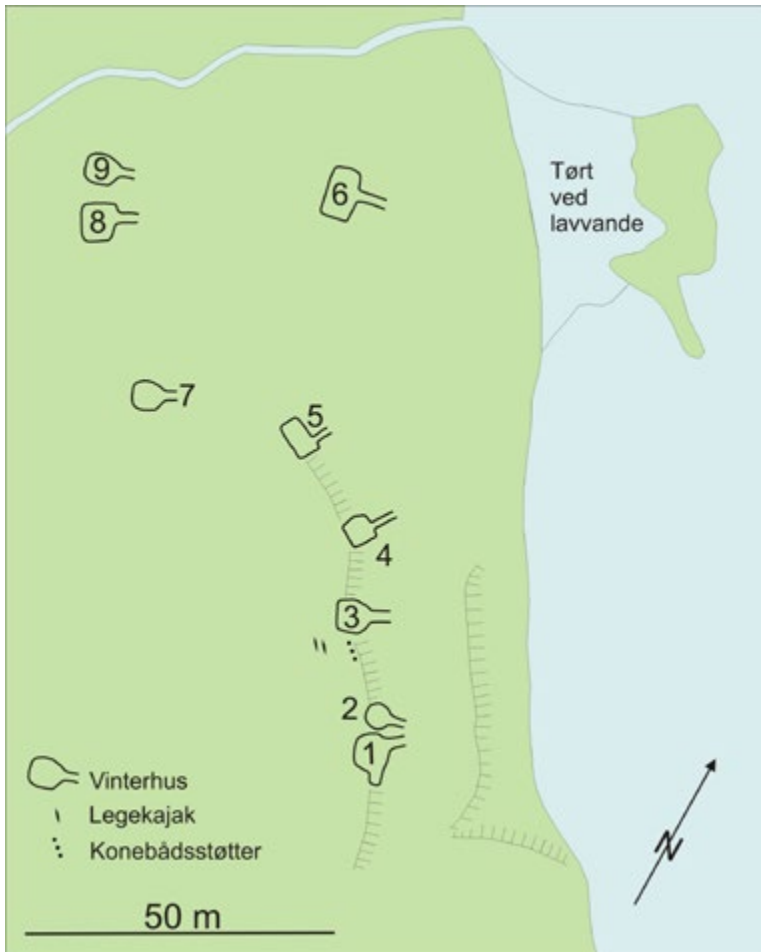 9
8
6
Tørt
ved
lavvande
7
5
4
3
2
1
Vinterhus
Legekajak
Konebådsstøtter
50 m
N